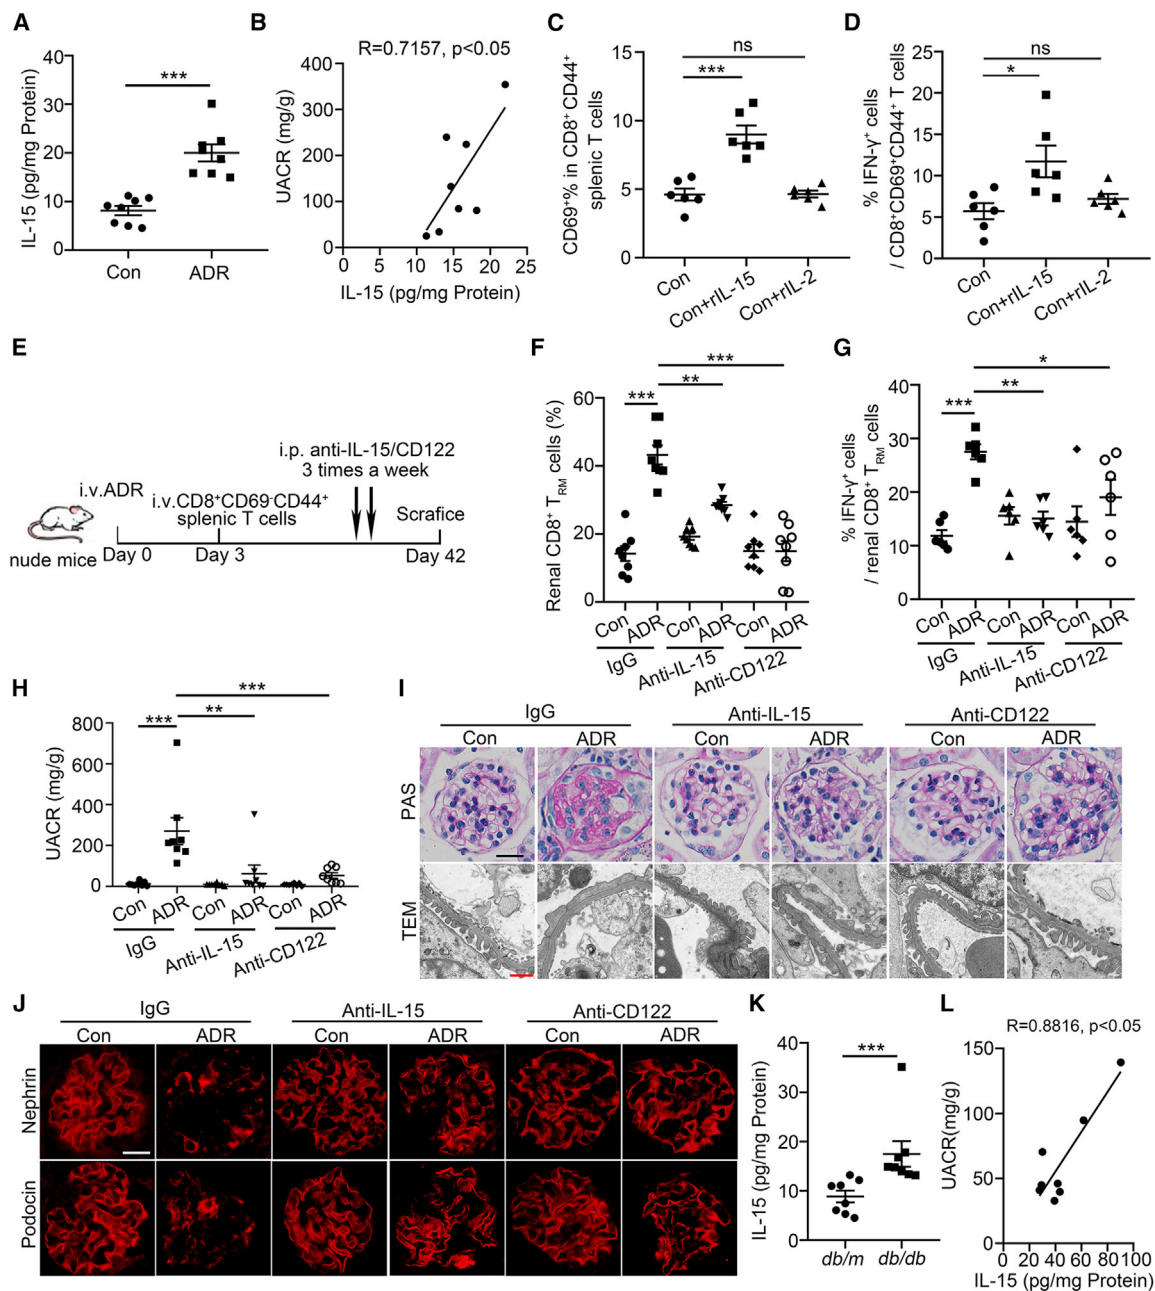 A
IL-15 (pg/mg Protein)
40
30
20
10
0
***
Con
ADR
B
R=0.7157, p<0.05
UACR (mg/g)
400
300
200
100
0
0 5 10 15 20 25
IL-15 (pg/mg Protein)
C
CD69⁺% in CD8⁺ CD44⁺
splenic T cells
15
10
5
0
ns
***
Con
Con+rIL-15
Con+rIL-2
D
% IFN-γ⁺ cells
/ CD8⁺CD69⁺CD44⁺ T cells
25
20
15
10
5
0
ns
*
Con
Con+rIL-15
Con+rIL-2
E
i.p. anti-IL-15/CD122
3 times a week
i.v.ADR
i.v.CD8⁺CD69⁻CD44⁺
splenic T cells
Scrafice
nude mice
Day 0
Day 3
Day 42
F
Renal CD8⁺ TRM cells (%)
60
40
20
0
***
**
***
Con ADR Con ADR Con ADR
IgG Anti-IL-15 Anti-CD122
G
% IFN-γ⁺ cells
/ renal CD8⁺ TRM cells
40
30
20
10
0
*
**
***
Con ADR Con ADR Con ADR
IgG Anti-IL-15 Anti-CD122
H
UACR (mg/g)
800
600
400
200
0
***
**
***
Con ADR Con ADR Con ADR
IgG Anti-IL-15 Anti-CD122
I
IgG Anti-IL-15 Anti-CD122
Con ADR Con ADR Con ADR
PAS
TEM
J
IgG Anti-IL-15 Anti-CD122
Con ADR Con ADR Con ADR
Nephrin
Podocin
K
IL-15 (pg/mg Protein)
40
30
20
10
0
***
db/m
db/db
L
R=0.8816, p<0.05
UACR(mg/g)
150
100
50
0
0 20 40 60 80 100
IL-15 (pg/mg Protein)